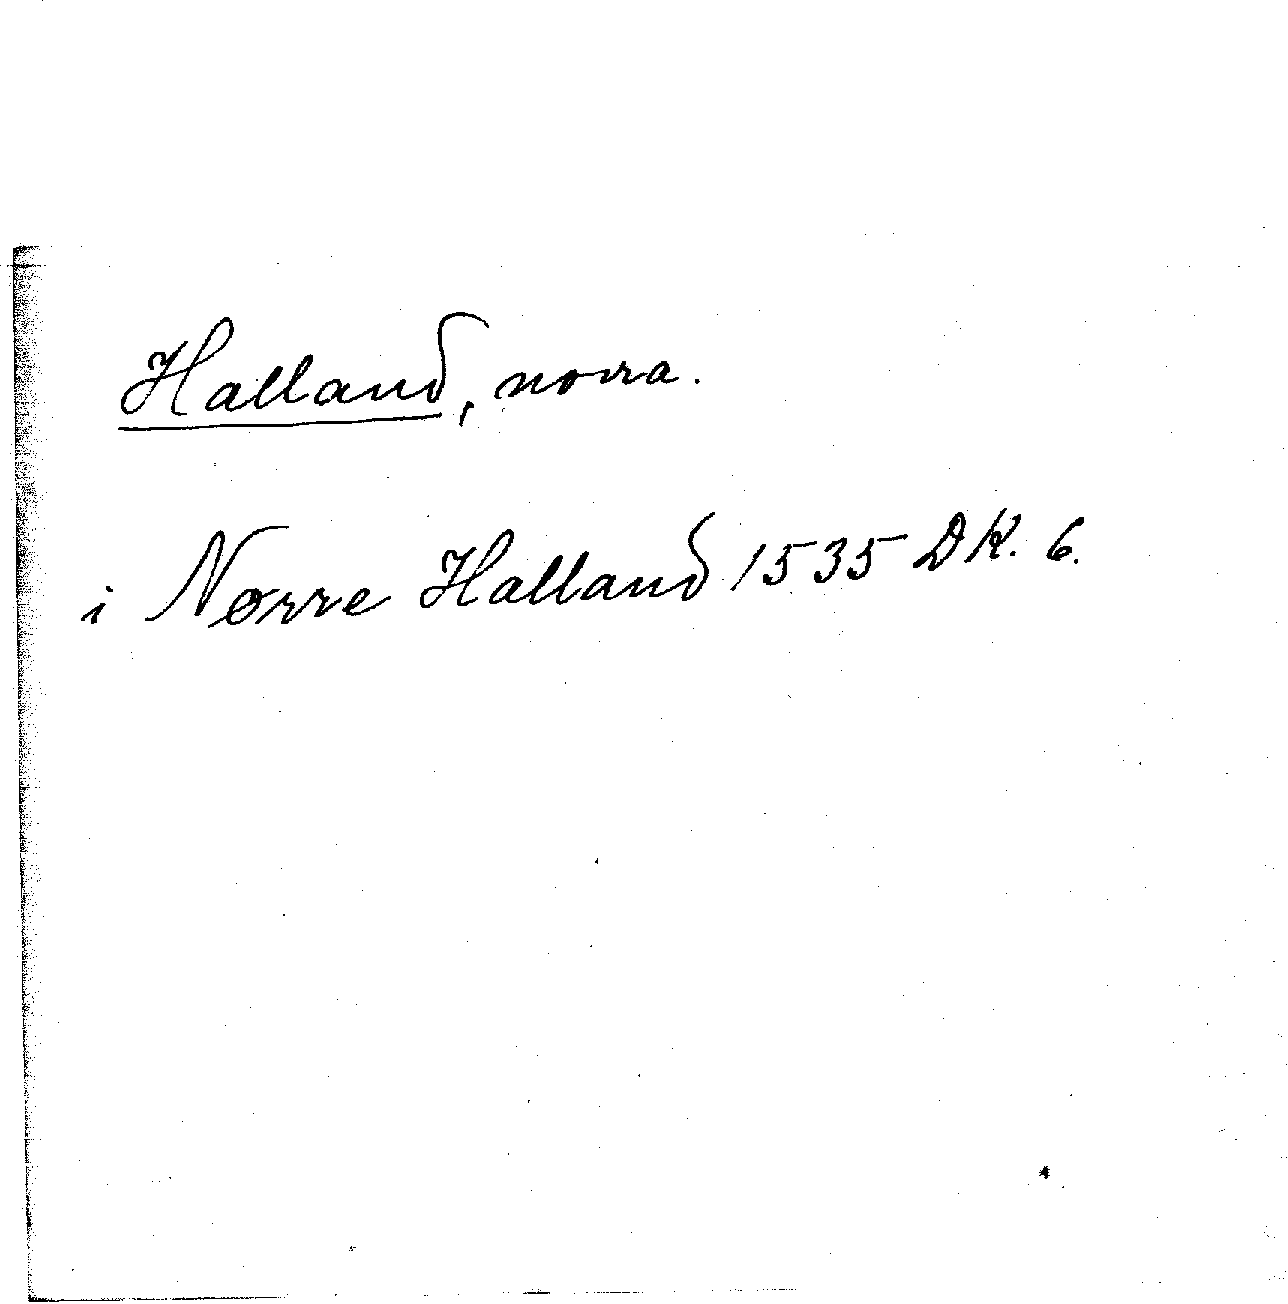 Halland, norra.
i Nørre Halland 1535 DK. 6.